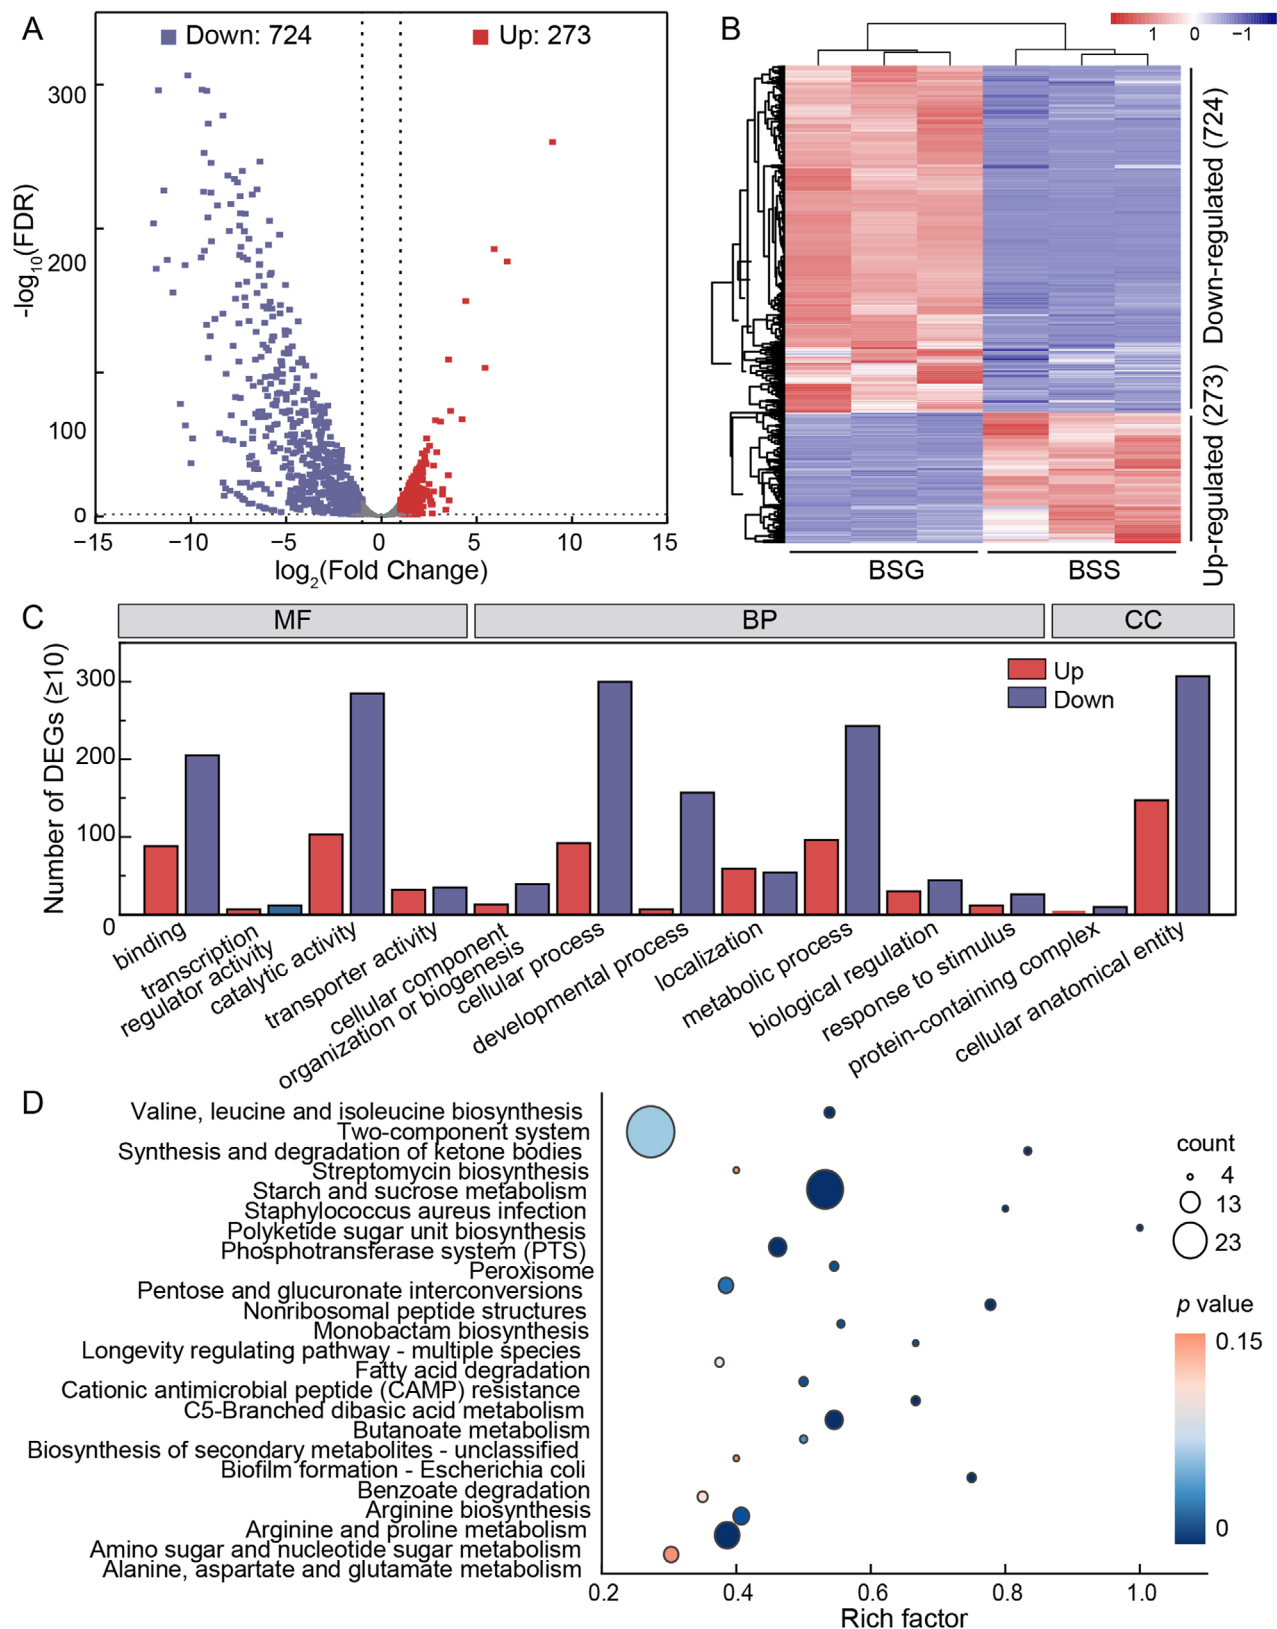 A
Down: 724
Up: 273
-log10(FDR)
300
200
100
0
−15
−10
−5
0
5
10
15
log2(Fold Change)
B
1
0
−1
Down-regulated (724)
Up-regulated (273)
BSG
BSS
C
MF
BP
CC
Number of DEGs (≥10)
300
200
100
0
Up
Down
binding
transcription
regulator activity
catalytic activity
transporter activity
cellular component
organization or biogenesis
cellular process
developmental process
localization
metabolic process
biological regulation
response to stimulus
protein-containing complex
cellular anatomical entity
D
Valine, leucine and isoleucine biosynthesis
Two-component system
Synthesis and degradation of ketone bodies
Streptomycin biosynthesis
Starch and sucrose metabolism
Staphylococcus aureus infection
Polyketide sugar unit biosynthesis
Phosphotransferase system (PTS)
Peroxisome
Pentose and glucuronate interconversions
Nonribosomal peptide structures
Monobactam biosynthesis
Longevity regulating pathway - multiple species
Fatty acid degradation
Cationic antimicrobial peptide (CAMP) resistance
C5-Branched dibasic acid metabolism
Butanoate metabolism
Biosynthesis of secondary metabolites - unclassified
Biofilm formation - Escherichia coli
Benzoate degradation
Arginine biosynthesis
Arginine and proline metabolism
Amino sugar and nucleotide sugar metabolism
Alanine, aspartate and glutamate metabolism
0.2
0.4
0.6
0.8
1.0
Rich factor
count
4
13
23
p value
0.15
0